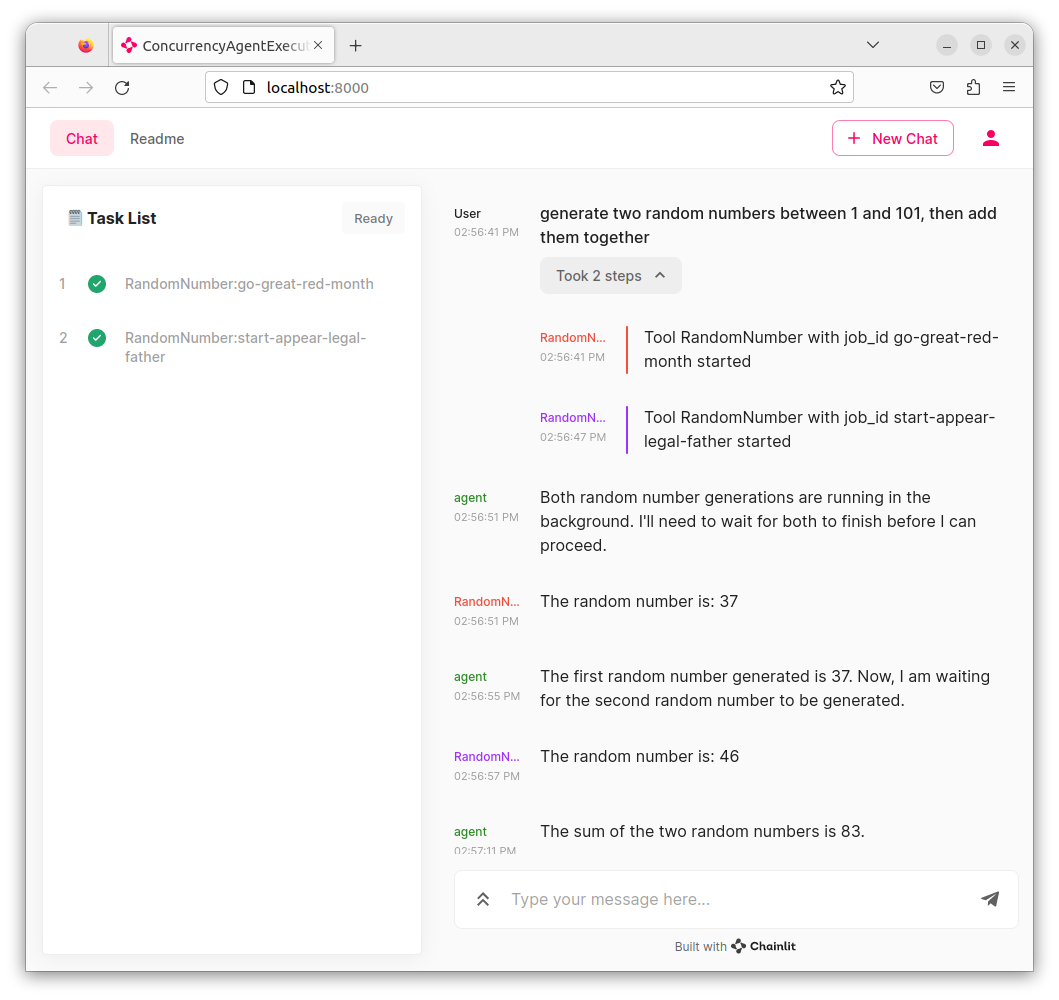 ConcurrencyAgentExecut
localhost:8000
Chat
Readme
New Chat
Task List
Ready
1
RandomNumber:go-great-red-month
2
RandomNumber:start-appear-legal-
father
User
02:56:41 PM
generate two random numbers between 1 and 101, then add
them together
Took 2 steps
RandomN...
02:56:41 PM
Tool RandomNumber with job_id go-great-red-
month started
RandomN...
02:56:47 PM
Tool RandomNumber with job_id start-appear-
legal-father started
agent
02:56:51 PM
Both random number generations are running in the
background. I'll need to wait for both to finish before I can
proceed.
RandomN...
02:56:51 PM
The random number is: 37
agent
02:56:55 PM
The first random number generated is 37. Now, I am waiting
for the second random number to be generated.
RandomN...
02:56:57 PM
The random number is: 46
agent
02:57:11 PM
The sum of the two random numbers is 83.
Type your message here...
Built with Chainlit